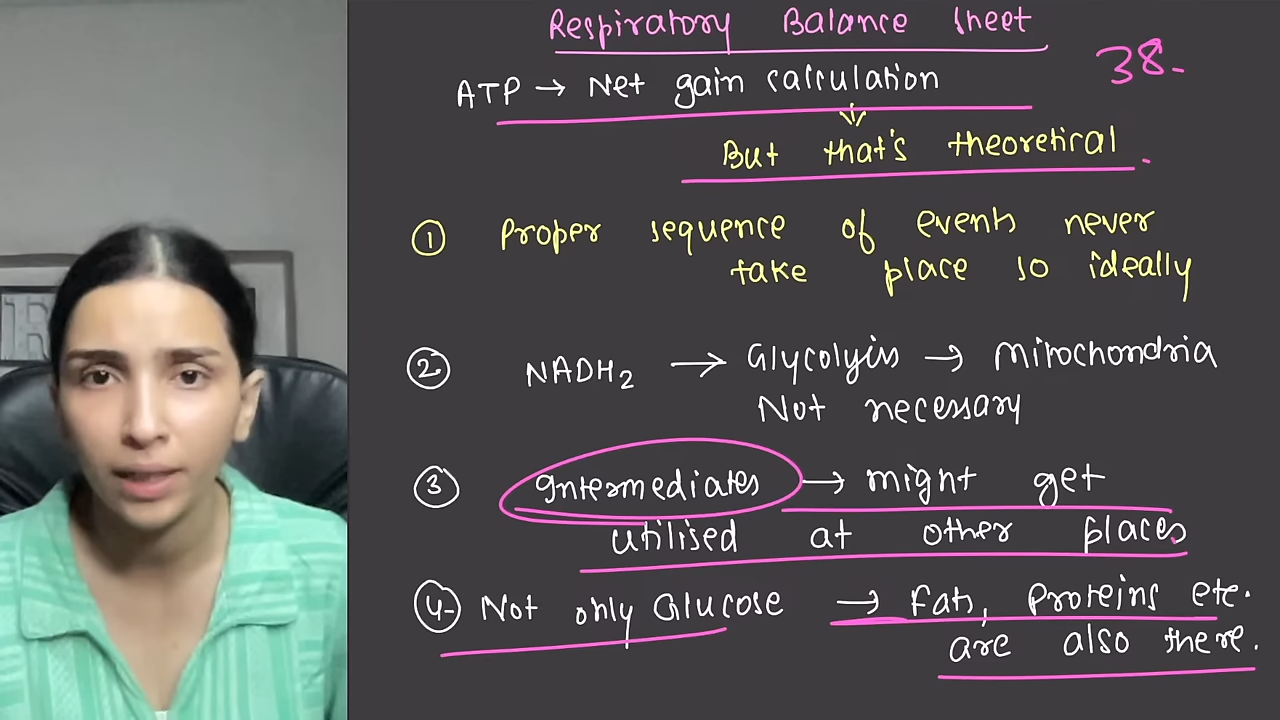 Respiratory Balance Sheet
38-
ATP → Net gain calculation
But that's theoretical.
① Proper sequence of events never
take place so ideally
② NADH2 → Glycolyis → Mitochondria
Not necessary
③ Intermediates → might get
utilised at other places
④ Not only Glucose → Fats, Proteins etc.
are also there.